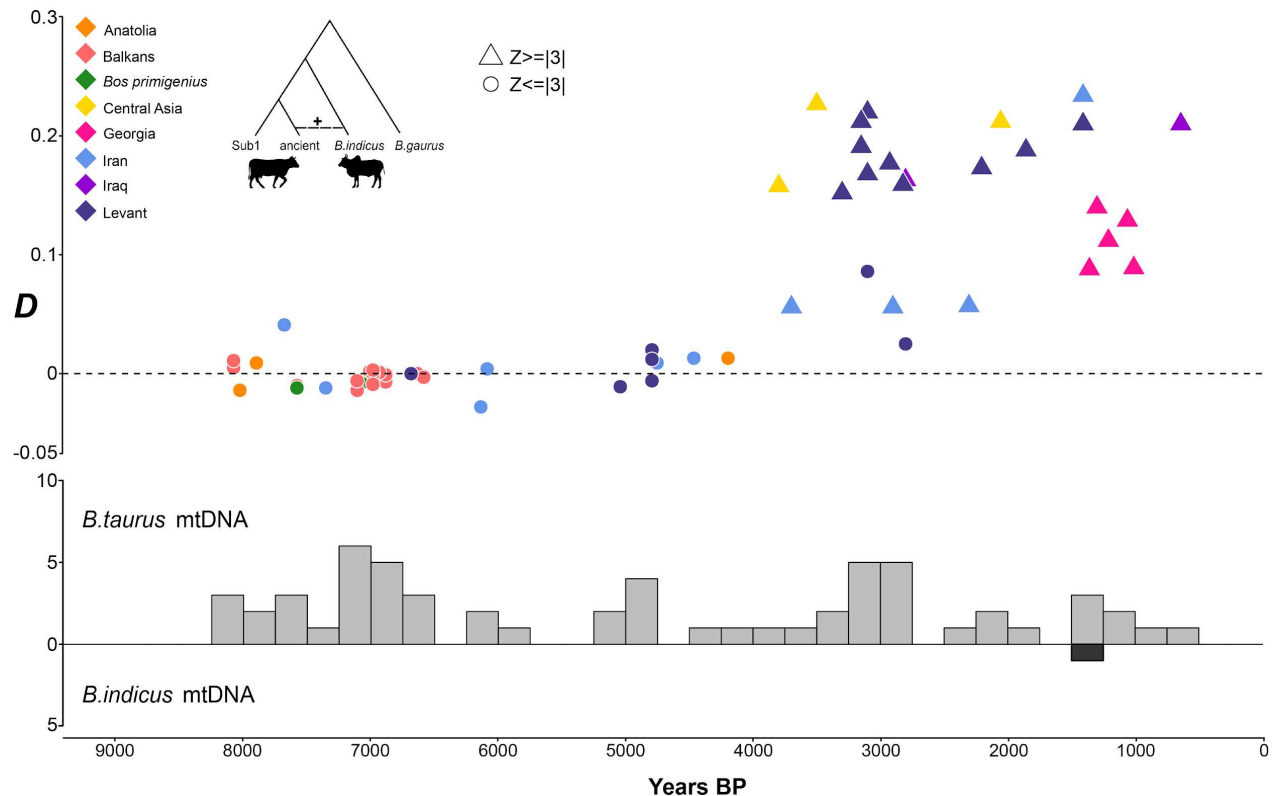 0.3
0.2
0.1
0
-0.05
D
Anatolia
Balkans
Bos primigenius
Central Asia
Georgia
Iran
Iraq
Levant
+
Sub1 ancient B.indicus B.gaurus
Z>=|3|
Z<=|3|
10
5
0
5
B.taurus mtDNA
B.indicus mtDNA
9000 8000 7000 6000 5000 4000 3000 2000 1000 0
Years BP